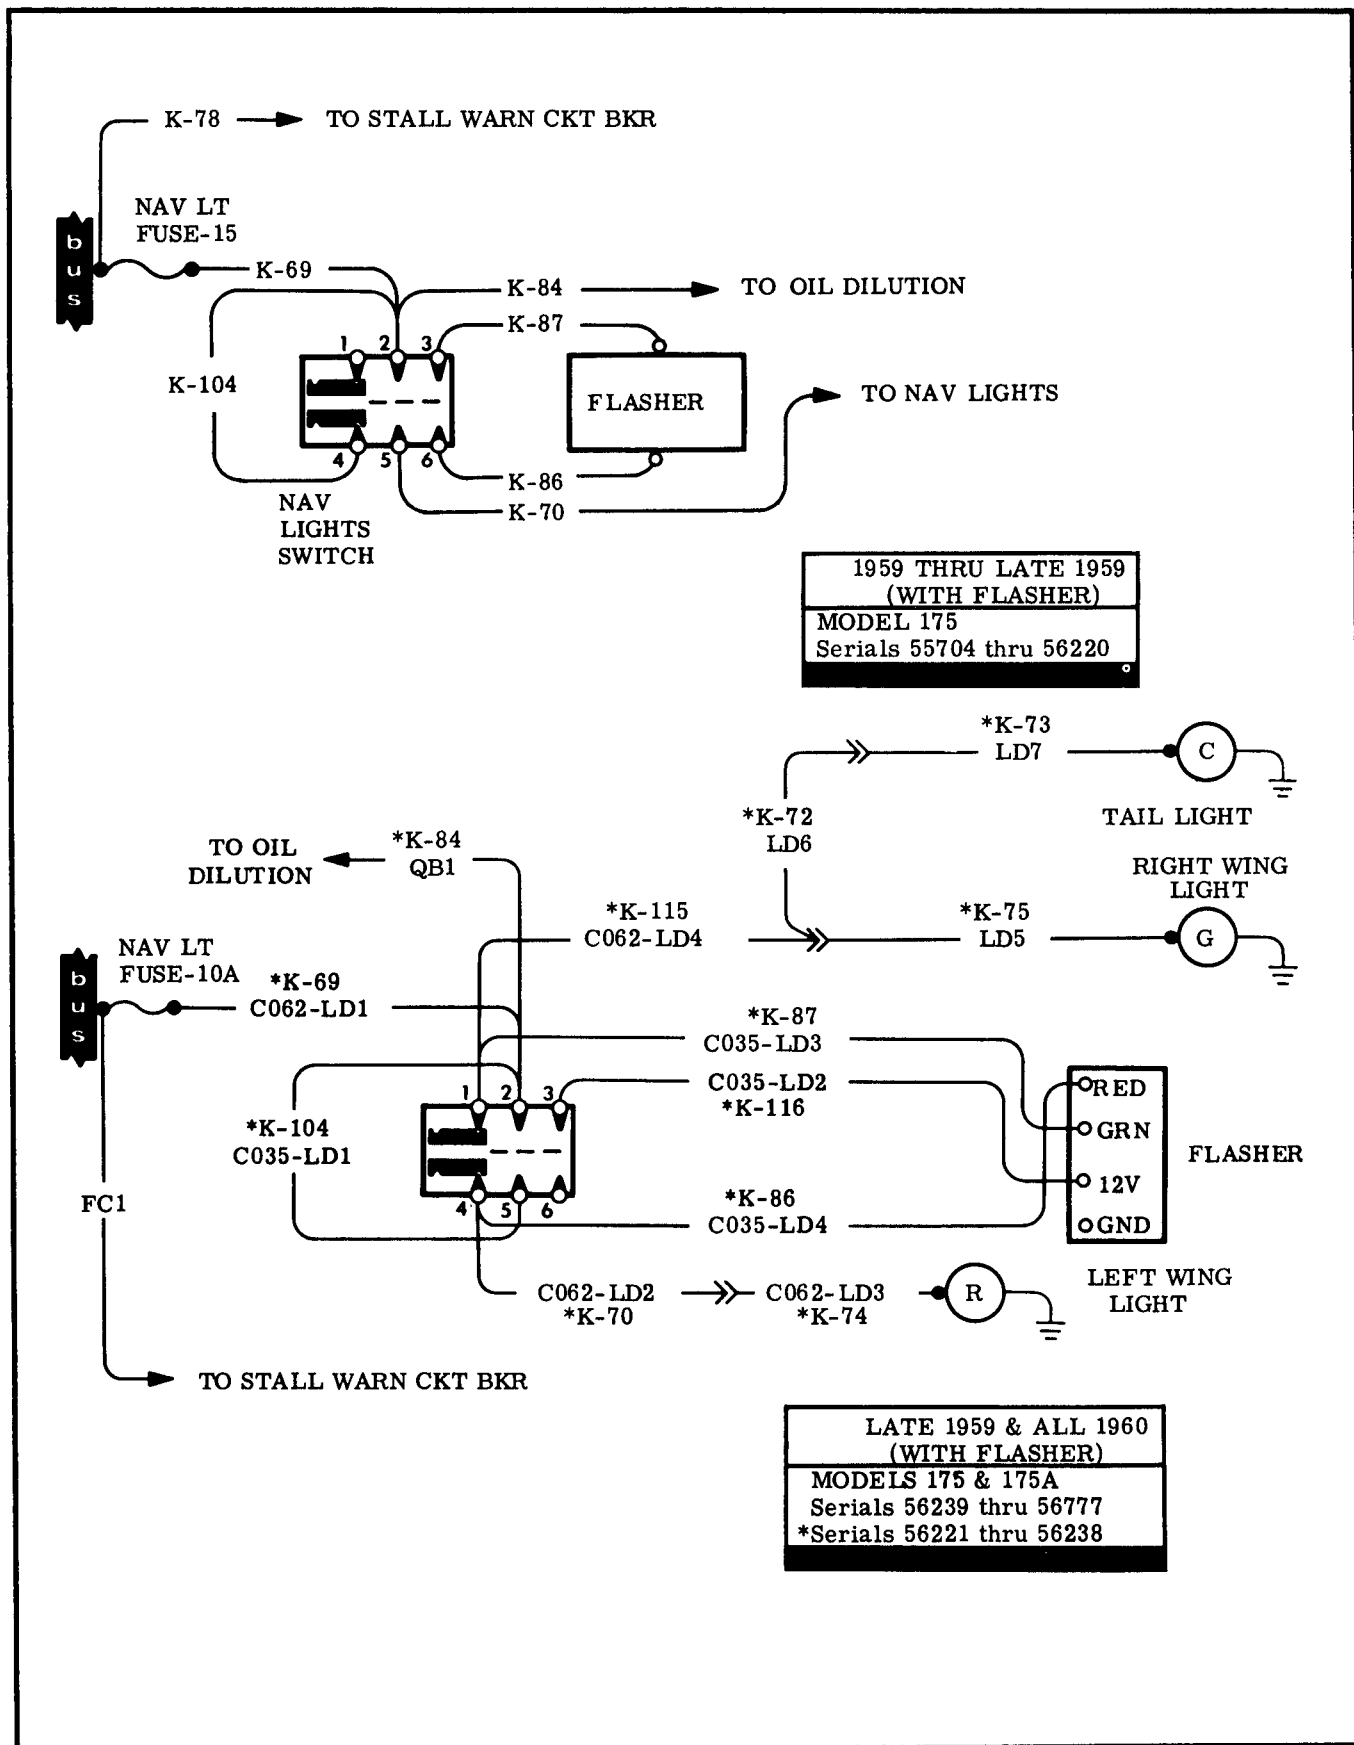 K-78
TO STALL WARN CKT BKR
NAV LT
FUSE-15
bus
K-69
K-84
TO OIL DILUTION
K-87
1
2
3
K-104
FLASHER
TO NAV LIGHTS
4
5
6
K-86
K-70
NAV
LIGHTS
SWITCH
1959 THRU LATE 1959
(WITH FLASHER)
MODEL 175
Serials 55704 thru 56220
*K-73
LD7
C
TAIL LIGHT
*K-72
LD6
TO OIL
DILUTION
*K-84
QB1
RIGHT WING
LIGHT
*K-115
C062-LD4
*K-75
LD5
G
NAV LT
FUSE-10A
bus
*K-69
C062-LD1
*K-87
C035-LD3
C035-LD2
*K-116
1
2
3
RED
GRN
12V
GND
FLASHER
*K-104
C035-LD1
FC1
4
5
6
*K-86
C035-LD4
C062-LD2
*K-70
C062-LD3
*K-74
R
LEFT WING
LIGHT
TO STALL WARN CKT BKR
LATE 1959 & ALL 1960
(WITH FLASHER)
MODELS 175 & 175A
Serials 56239 thru 56777
*Serials 56221 thru 56238